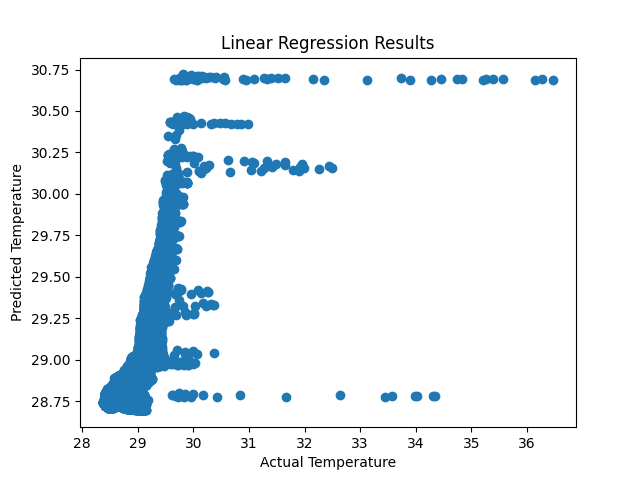 Linear Regression Results
30.75
30.50
30.25
30.00
29.75
29.50
29.25
29.00
28.75
Predicted Temperature
28 29 30 31 32 33 34 35 36
Actual Temperature